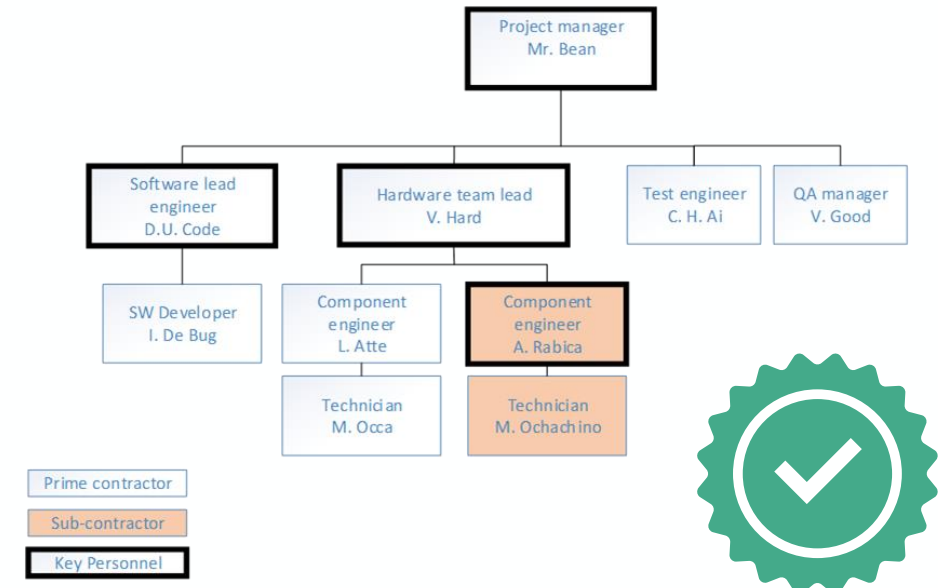 Project manager
Mr. Bean
Software lead
engineer
D.U. Code
Hardware team lead
V. Hard
Test engineer
C. H. Ai
QA manager
V. Good
SW Developer
I. De Bug
Component
engineer
L. Atte
Component
engineer
A. Rabica
Technician
M. Occa
Technician
M. Ochachino
Prime contractor
Sub-contractor
Key Personnel